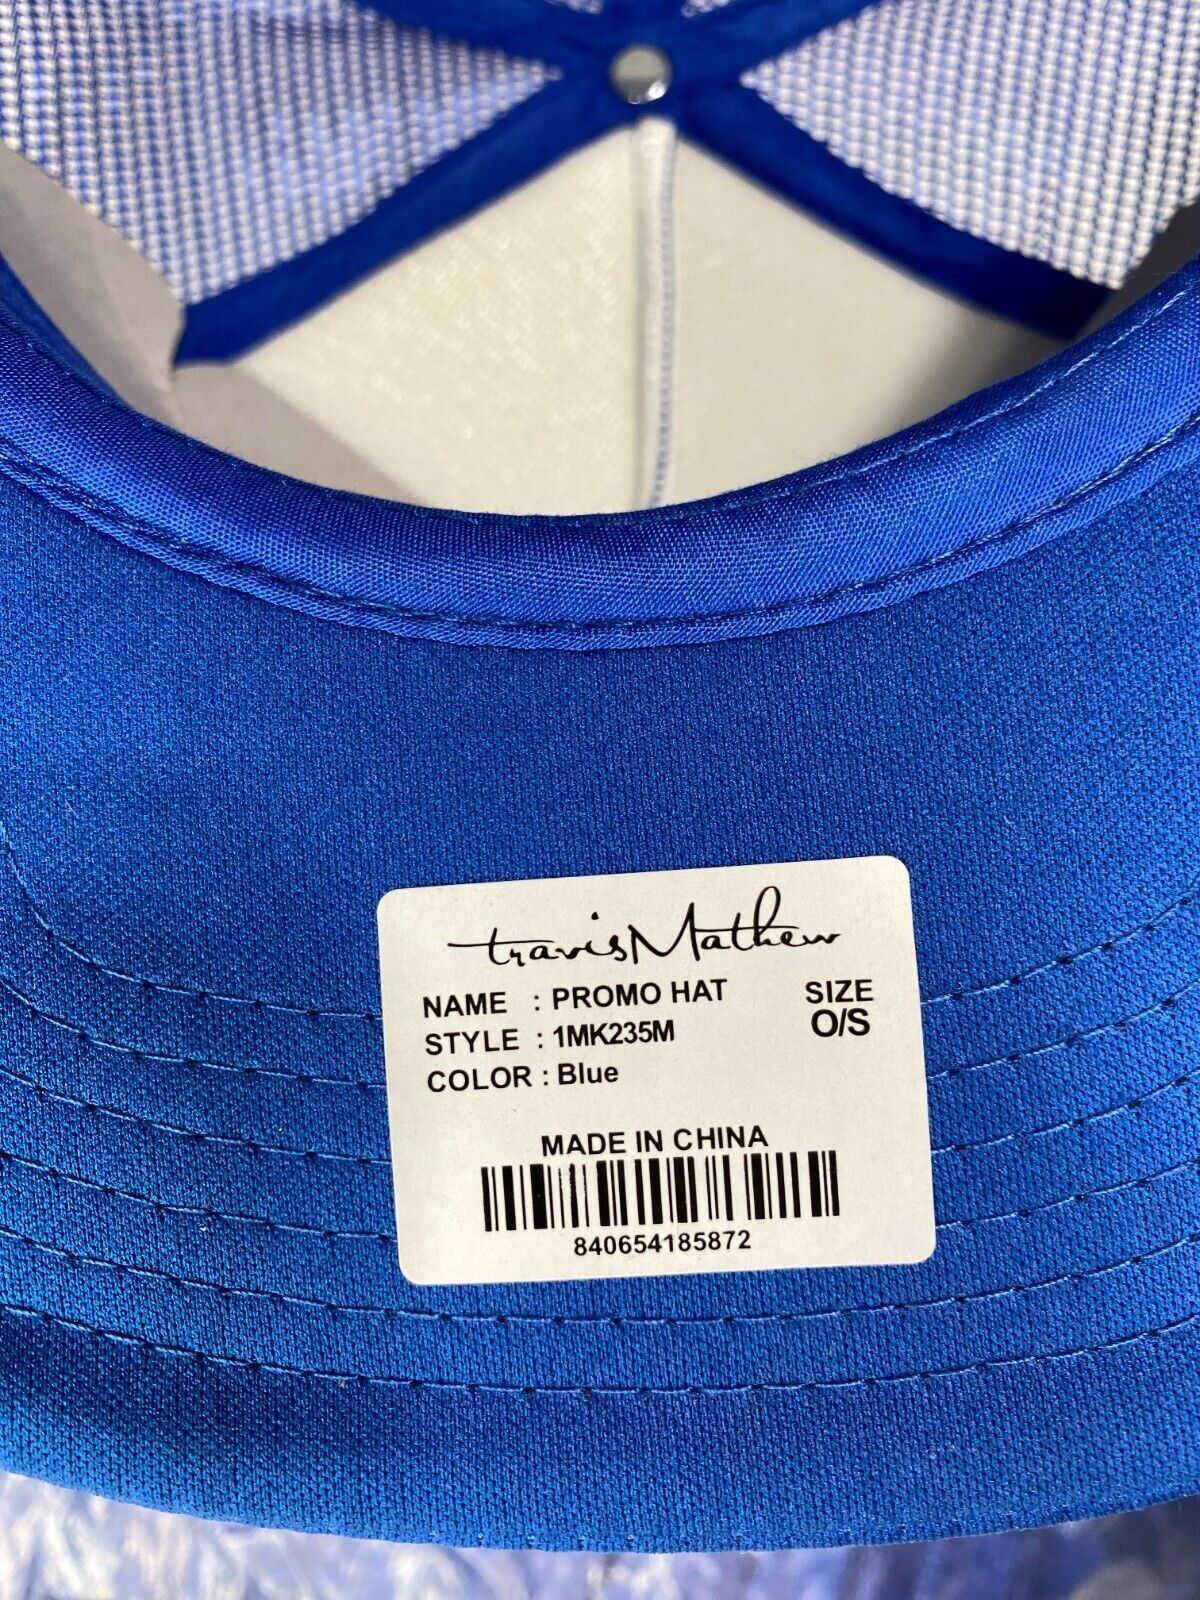 travisMathew
NAME : PROMO HAT
STYLE : 1MK235M
COLOR : Blue
SIZE
O/S
MADE IN CHINA
840654185872